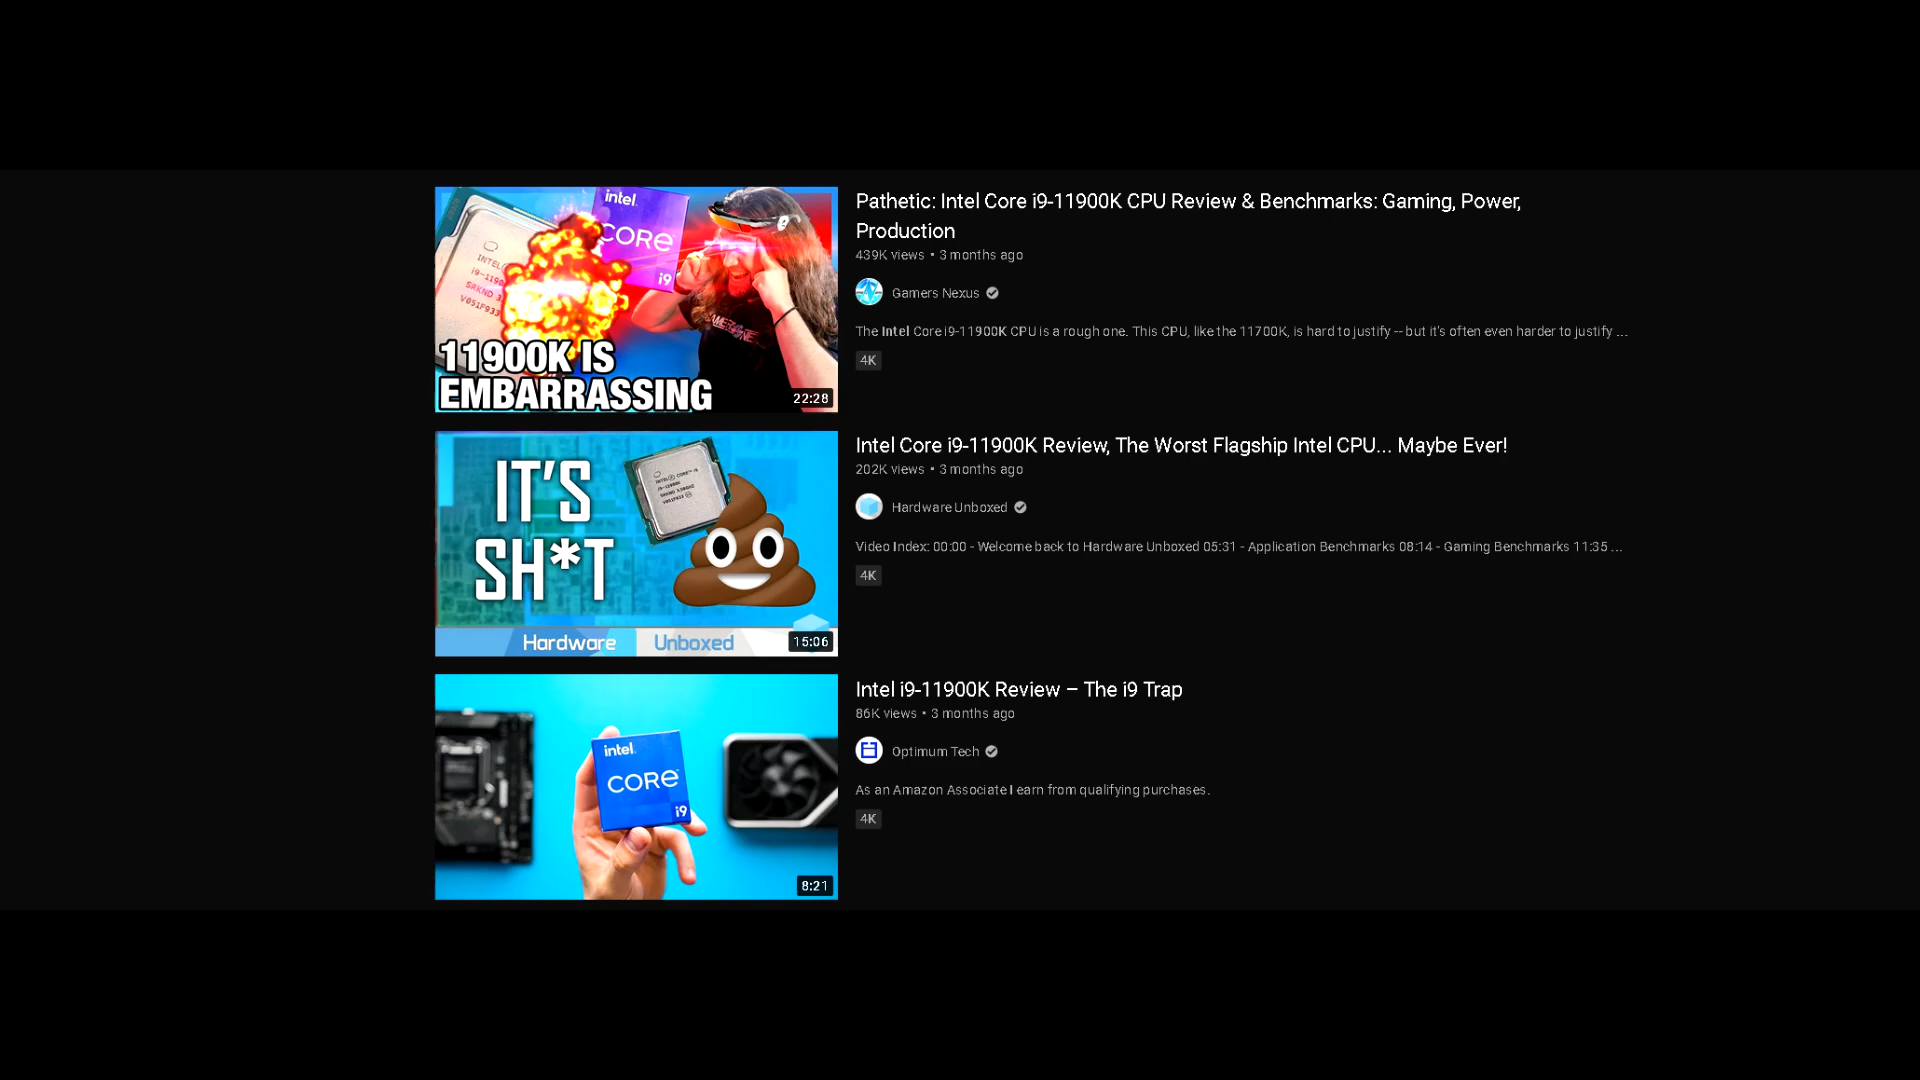 intel.
CORE
i9
INTEL
i9-1190
SRKND 3.
V051F933
11900K IS
EMBARRASSING
22:28
Pathetic: Intel Core i9-11900K CPU Review & Benchmarks: Gaming, Power,
Production
439K views • 3 months ago
Gamers Nexus
The Intel Core i9-11900K CPU is a rough one. This CPU, like the 11700K, is hard to justify -- but it's often even harder to justify ...
4K
IT'S
SH*T
Hardware Unboxed
15:06
Intel Core i9-11900K Review, The Worst Flagship Intel CPU... Maybe Ever!
202K views • 3 months ago
Hardware Unboxed
Video Index: 00:00 - Welcome back to Hardware Unboxed 05:31 - Application Benchmarks 08:14 - Gaming Benchmarks 11:35 ...
4K
intel.
CORE
i9
8:21
Intel i9-11900K Review – The i9 Trap
86K views • 3 months ago
Optimum Tech
As an Amazon Associate I earn from qualifying purchases.
4K